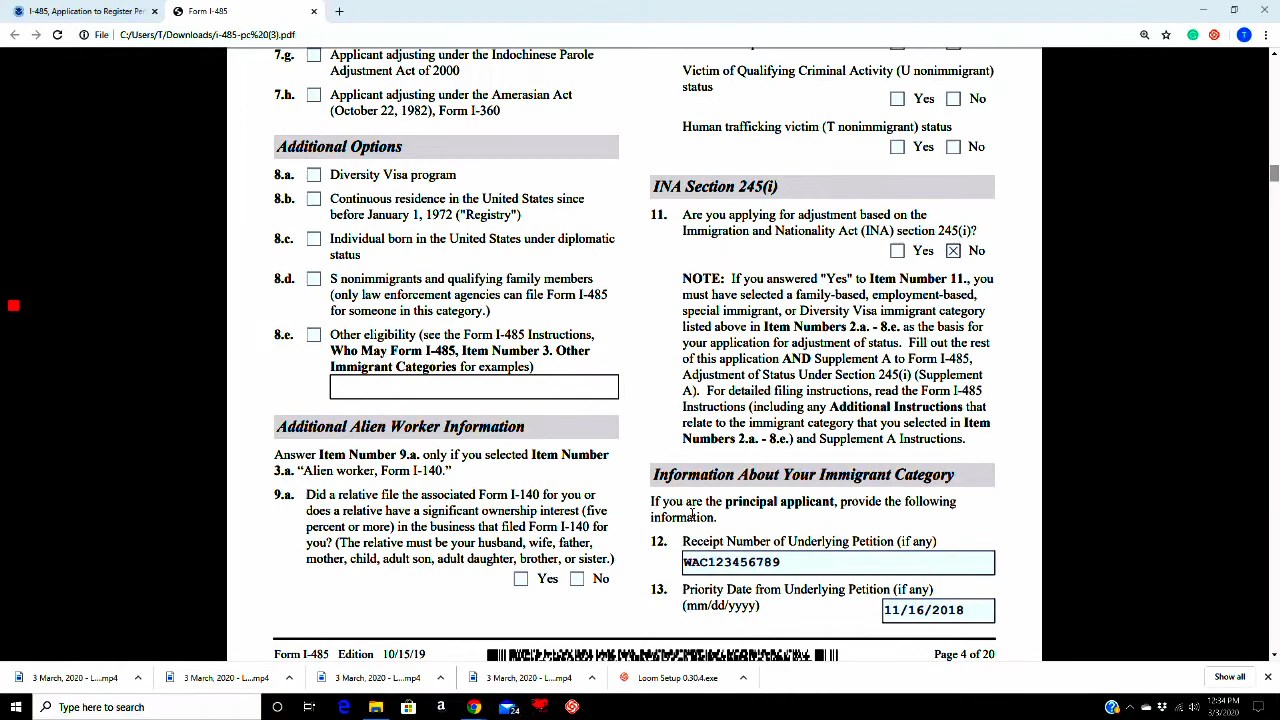 I-485, Application to Register Per
Form I-485
File
C:/Users/T/Downloads/i-485-pc%20(3).pdf
T
7.g. Applicant adjusting under the Indochinese Parole
Adjustment Act of 2000
7.h. Applicant adjusting under the Amerasian Act
(October 22, 1982), Form I-360
Additional Options
8.a. Diversity Visa program
8.b. Continuous residence in the United States since
before January 1, 1972 ("Registry")
8.c. Individual born in the United States under diplomatic
status
8.d. S nonimmigrants and qualifying family members
(only law enforcement agencies can file Form I-485
for someone in this category.)
8.e. Other eligibility (see the Form I-485 Instructions,
Who May Form I-485, Item Number 3. Other
Immigrant Categories for examples)
Additional Alien Worker Information
Answer Item Number 9.a. only if you selected Item Number
3.a. “Alien worker, Form I-140.”
9.a. Did a relative file the associated Form I-140 for you or
does a relative have a significant ownership interest (five
percent or more) in the business that filed Form I-140 for
you? (The relative must be your husband, wife, father,
mother, child, adult son, adult daughter, brother, or sister.)
Yes No
Victim of Qualifying Criminal Activity (U nonimmigrant)
status
Yes No
Human trafficking victim (T nonimmigrant) status
Yes No
INA Section 245(i)
11. Are you applying for adjustment based on the
Immigration and Nationality Act (INA) section 245(i)?
Yes No
NOTE: If you answered "Yes" to Item Number 11., you
must have selected a family-based, employment-based,
special immigrant, or Diversity Visa immigrant category
listed above in Item Numbers 2.a. - 8.e. as the basis for
your application for adjustment of status. Fill out the rest
of this application AND Supplement A to Form I-485,
Adjustment of Status Under Section 245(i) (Supplement
A). For detailed filing instructions, read the Form I-485
Instructions (including any Additional Instructions that
relate to the immigrant category that you selected in Item
Numbers 2.a. - 8.e.) and Supplement A Instructions.
Information About Your Immigrant Category
If you are the principal applicant, provide the following
information.
12. Receipt Number of Underlying Petition (if any)
WAC123456789
13. Priority Date from Underlying Petition (if any)
(mm/dd/yyyy)
11/16/2018
Form I-485 Edition 10/15/19
Page 4 of 20
3 March, 2020 - L....mp4
3 March, 2020 - L....mp4
3 March, 2020 - L....mp4
3 March, 2020 - L....mp4
Loom Setup 0.30.4.exe
Show all
Type here to search
24
12:34 PM
3/3/2020